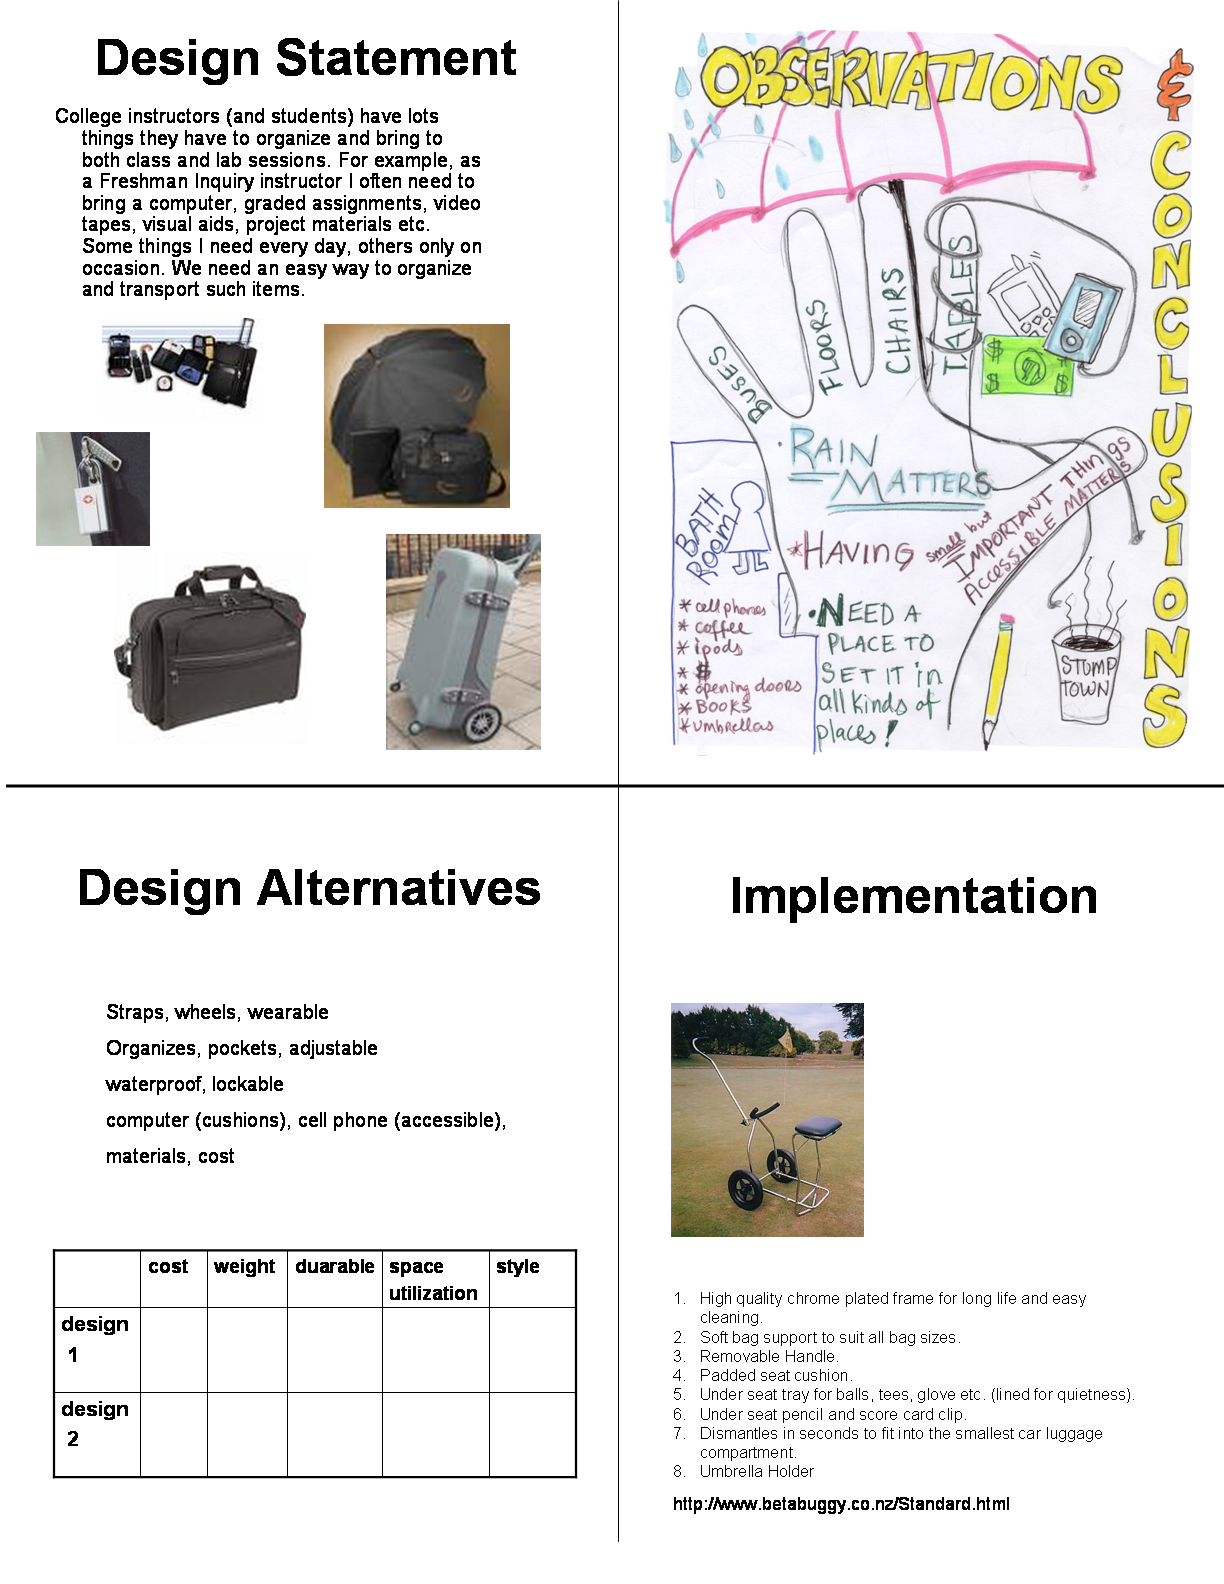 Design Statement
College instructors (and students) have lots
things they have to organize and bring to
both class and lab sessions. For example, as
a Freshman Inquiry instructor I often need to
bring a computer, graded assignments, video
tapes, visual aids, project materials etc.
Some things I need every day, others only on
occasion. We need an easy way to organize
and transport such items.
OBSERVATIONS
& CONCLUSIONS
BUSES
FLOORS
CHAIRS
TABLES
$ $
$ $
• RAIN
MATTERS
* HAVING small but
IMPORTANT THINGS
ACCESSIBLE MATTERS
BATH
ROOM
* cell phones
* coffee
* ipods
* $
* opening doors
* BOOKS
* umbrellas
• NEED A
PLACE TO
SET IT in
all kinds of
places!
STUMP
TOWN
Design Alternatives
Straps, wheels, wearable
Organizes, pockets, adjustable
waterproof, lockable
computer (cushions), cell phone (accessible),
materials, cost
cost weight duarable space style
utilization
design
1
design
2
Implementation
1. High quality chrome plated frame for long life and easy
cleaning.
2. Soft bag support to suit all bag sizes.
3. Removable Handle.
4. Padded seat cushion.
5. Under seat tray for balls, tees, glove etc. (lined for quietness).
6. Under seat pencil and score card clip.
7. Dismantles in seconds to fit into the smallest car luggage
compartment.
8. Umbrella Holder
http://www.betabuggy.co.nz/Standard.html